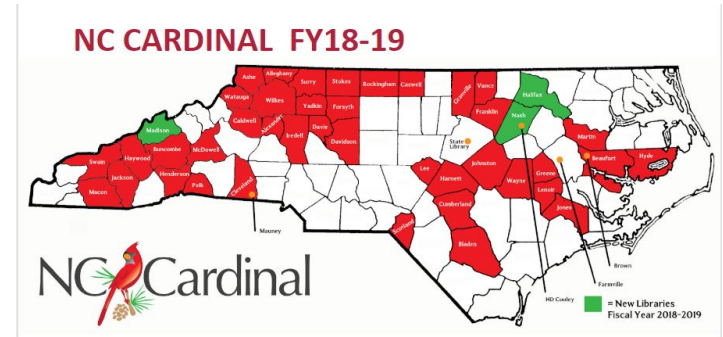 NC CARDINAL FY18-19
Ashe
Alleghany
Surry
Stokes
Rockingham
Caswell
Granville
Vance
Halifax
Watauga
Wilkes
Yadkin
Forsyth
Franklin
Nash
Madison
Caldwell
Alexander
Iredell
Davie
Davidson
State
Library
Martin
Swain
Haywood
Buncombe
McDowell
Lee
Johnston
Wayne
Greene
Beaufort
Hyde
Macon
Jackson
Henderson
Polk
Cleveland
Harnett
Lenoir
Jones
Cumberland
Scotland
Bladen
Mauney
Brown
Farmville
HD Cooley
NC Cardinal
= New Libraries
Fiscal Year 2018-2019